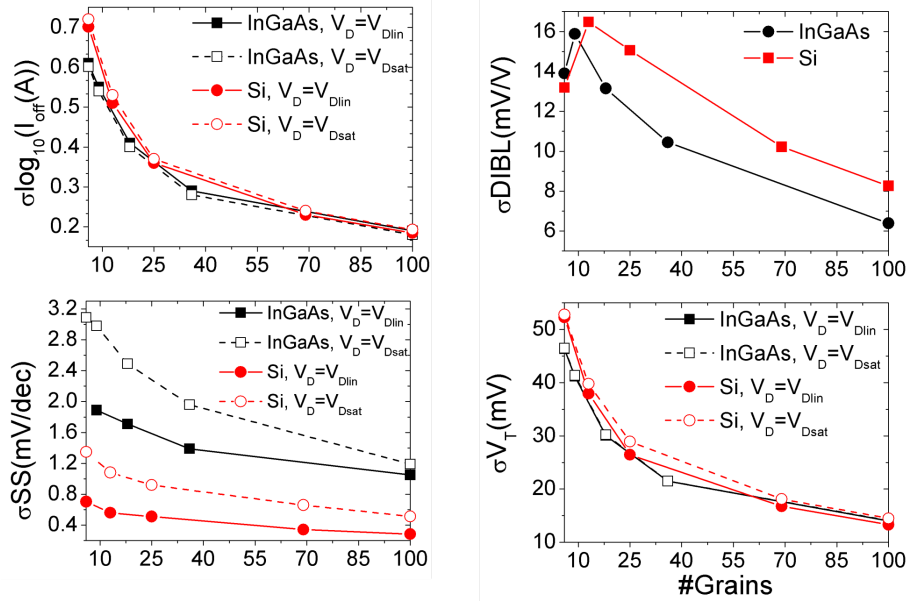 σlog₁₀(I_off(A))
0.7
0.6
0.5
0.4
0.3
0.2
InGaAs, V_D=V_Dlin
InGaAs, V_D=V_Dsat
Si, V_D=V_Dlin
Si, V_D=V_Dsat
10 25 40 55 70 85 100
σDIBL(mV/V)
16
14
12
10
8
6
InGaAs
Si
10 25 40 55 70 85 100
σSS(mV/dec)
3.2
2.8
2.4
2.0
1.6
1.2
0.8
0.4
InGaAs, V_D=V_Dlin
InGaAs, V_D=V_Dsat
Si, V_D=V_Dlin
Si, V_D=V_Dsat
10 25 40 55 70 85 100
σV_T(mV)
50
40
30
20
10
InGaAs, V_D=V_Dlin
InGaAs, V_D=V_Dsat
Si, V_D=V_Dlin
Si, V_D=V_Dsat
10 25 40 55 70 85 100
#Grains